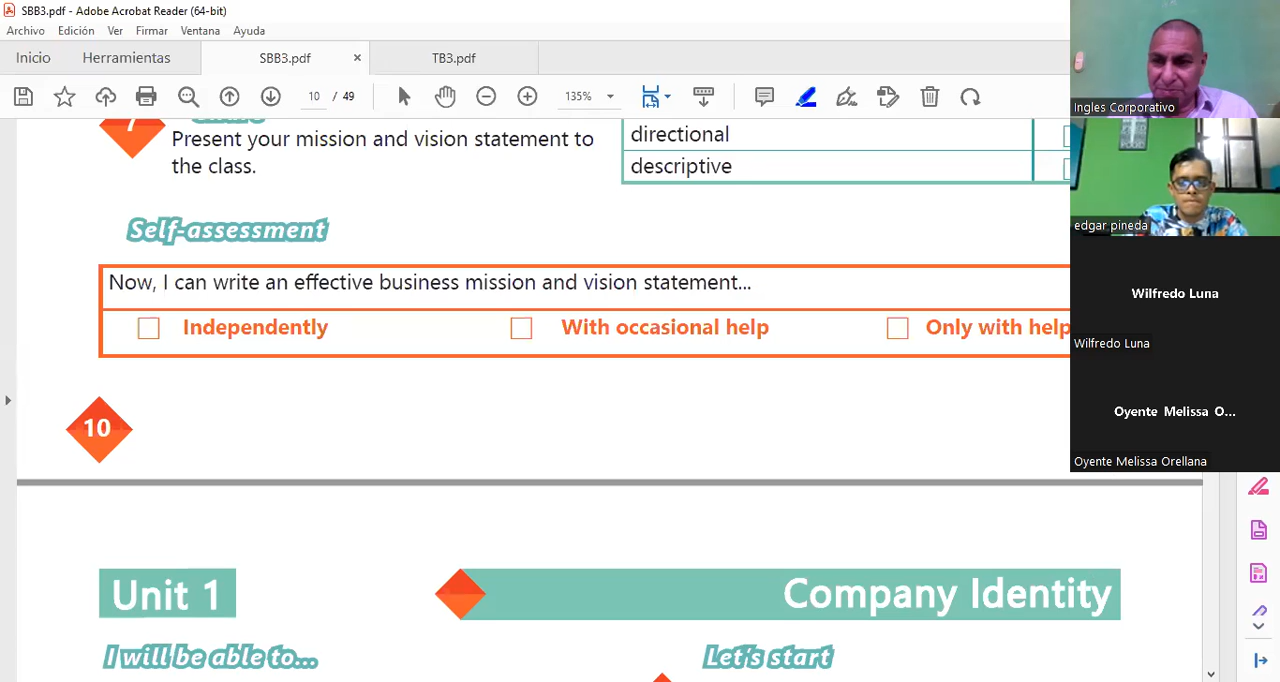 SBB3.pdf - Adobe Acrobat Reader (64-bit)
Archivo Edición Ver Firmar Ventana Ayuda
Inicio Herramientas SBB3.pdf × TB3.pdf
10 / 49 135%
7
Present your mission and vision statement to
the class.
directional
descriptive
Self-assessment
Now, I can write an effective business mission and vision statement...
Independently With occasional help Only with help
10
Unit 1 Company Identity
I will be able to... Let's start
Ingles Corporativo
edgar pineda
Wilfredo Luna
Wilfredo Luna
Oyente Melissa O...
Oyente Melissa Orellana